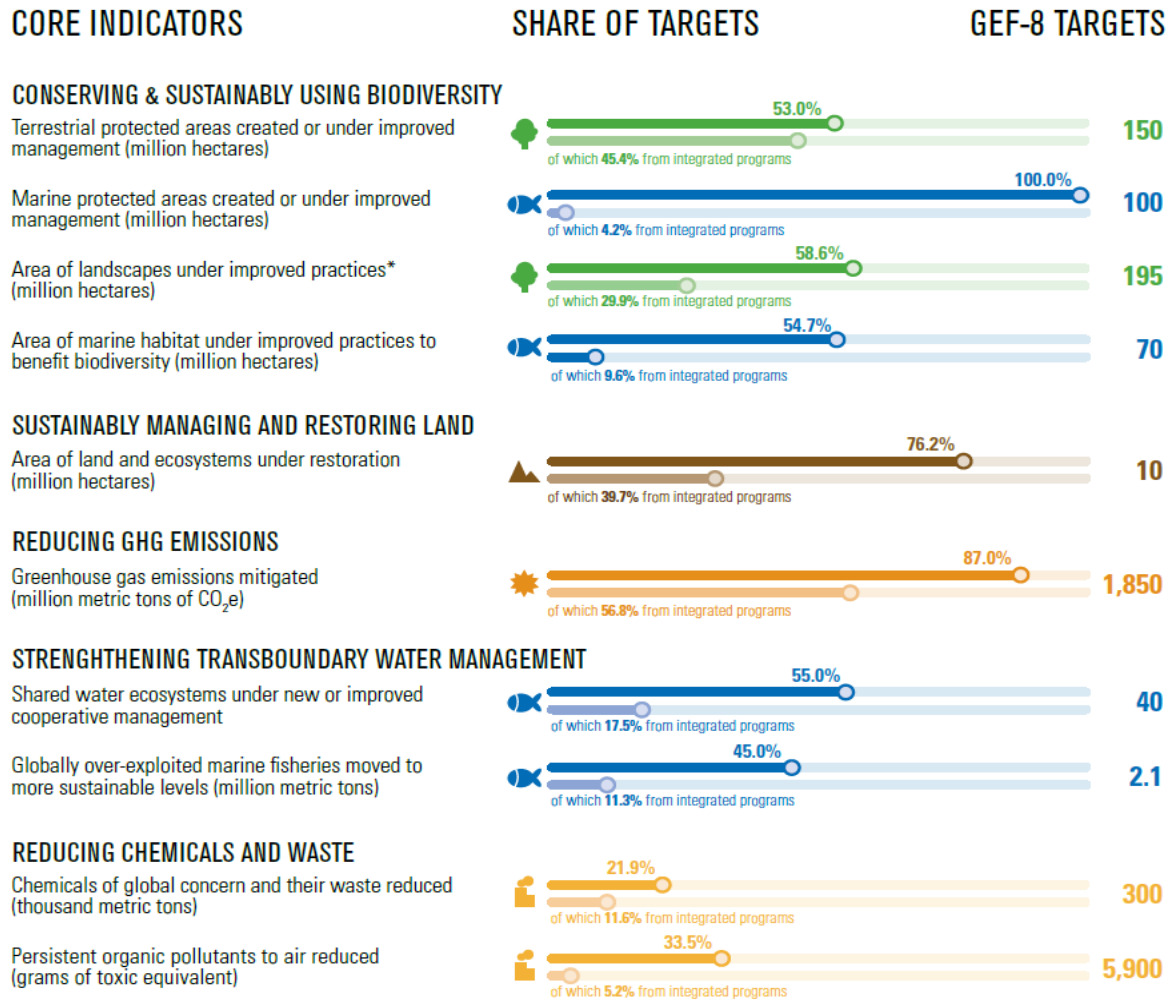 CORE INDICATORS SHARE OF TARGETS GEF-8 TARGETS
CONSERVING & SUSTAINABLY USING BIODIVERSITY
Terrestrial protected areas created or under improved
management (million hectares)
53.0%
of which 45.4% from integrated programs
150
Marine protected areas created or under improved
management (million hectares)
100.0%
of which 4.2% from integrated programs
100
Area of landscapes under improved practices*
(million hectares)
58.6%
of which 29.9% from integrated programs
195
Area of marine habitat under improved practices to
benefit biodiversity (million hectares)
54.7%
of which 9.6% from integrated programs
70
SUSTAINABLY MANAGING AND RESTORING LAND
Area of land and ecosystems under restoration
(million hectares)
76.2%
of which 39.7% from integrated programs
10
REDUCING GHG EMISSIONS
Greenhouse gas emissions mitigated
(million metric tons of CO₂e)
87.0%
of which 56.8% from integrated programs
1,850
STRENGHTHENING TRANSBOUNDARY WATER MANAGEMENT
Shared water ecosystems under new or improved
cooperative management
55.0%
of which 17.5% from integrated programs
40
Globally over-exploited marine fisheries moved to
more sustainable levels (million metric tons)
45.0%
of which 11.3% from integrated programs
2.1
REDUCING CHEMICALS AND WASTE
Chemicals of global concern and their waste reduced
(thousand metric tons)
21.9%
of which 11.6% from integrated programs
300
Persistent organic pollutants to air reduced
(grams of toxic equivalent)
33.5%
of which 5.2% from integrated programs
5,900